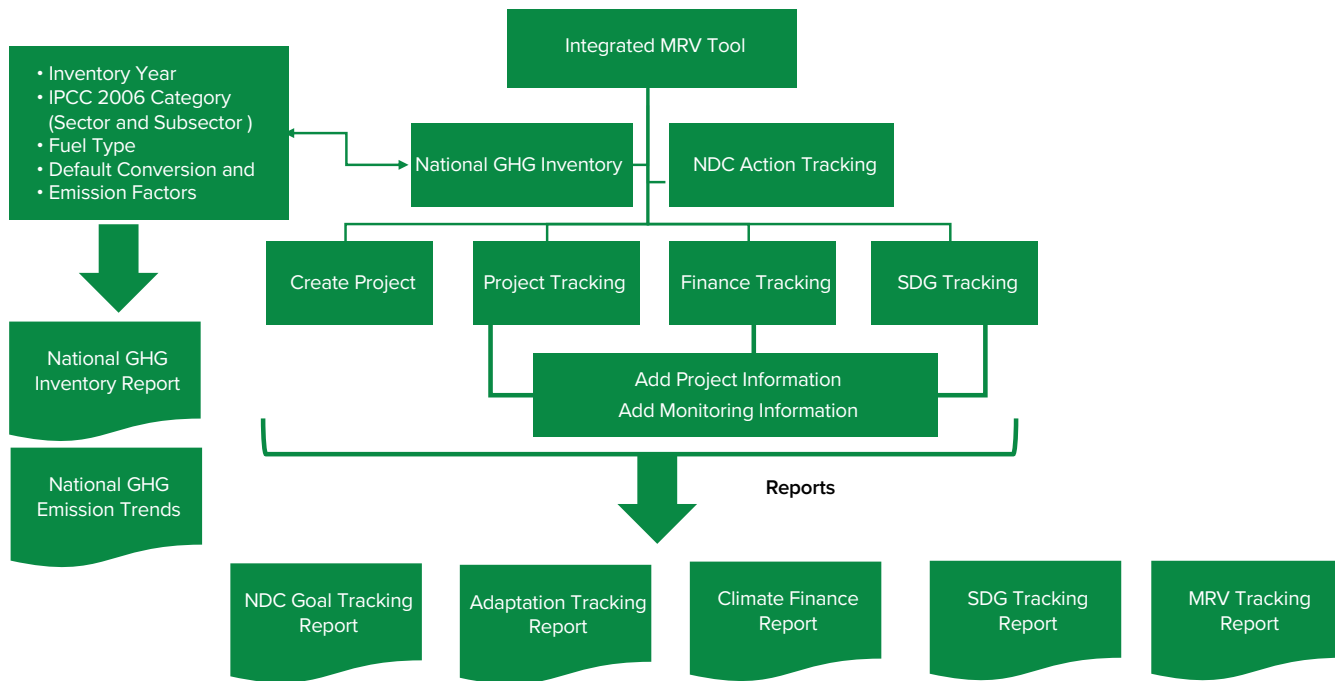 Integrated MRV Tool
• Inventory Year
• IPCC 2006 Category
(Sector and Subsector )
• Fuel Type
• Default Conversion and
• Emission Factors
National GHG Inventory
NDC Action Tracking
Create Project
Project Tracking
Finance Tracking
SDG Tracking
National GHG
Inventory Report
Add Project Information
Add Monitoring Information
National GHG
Emission Trends
Reports
NDC Goal Tracking
Report
Adaptation Tracking
Report
Climate Finance
Report
SDG Tracking
Report
MRV Tracking
Report